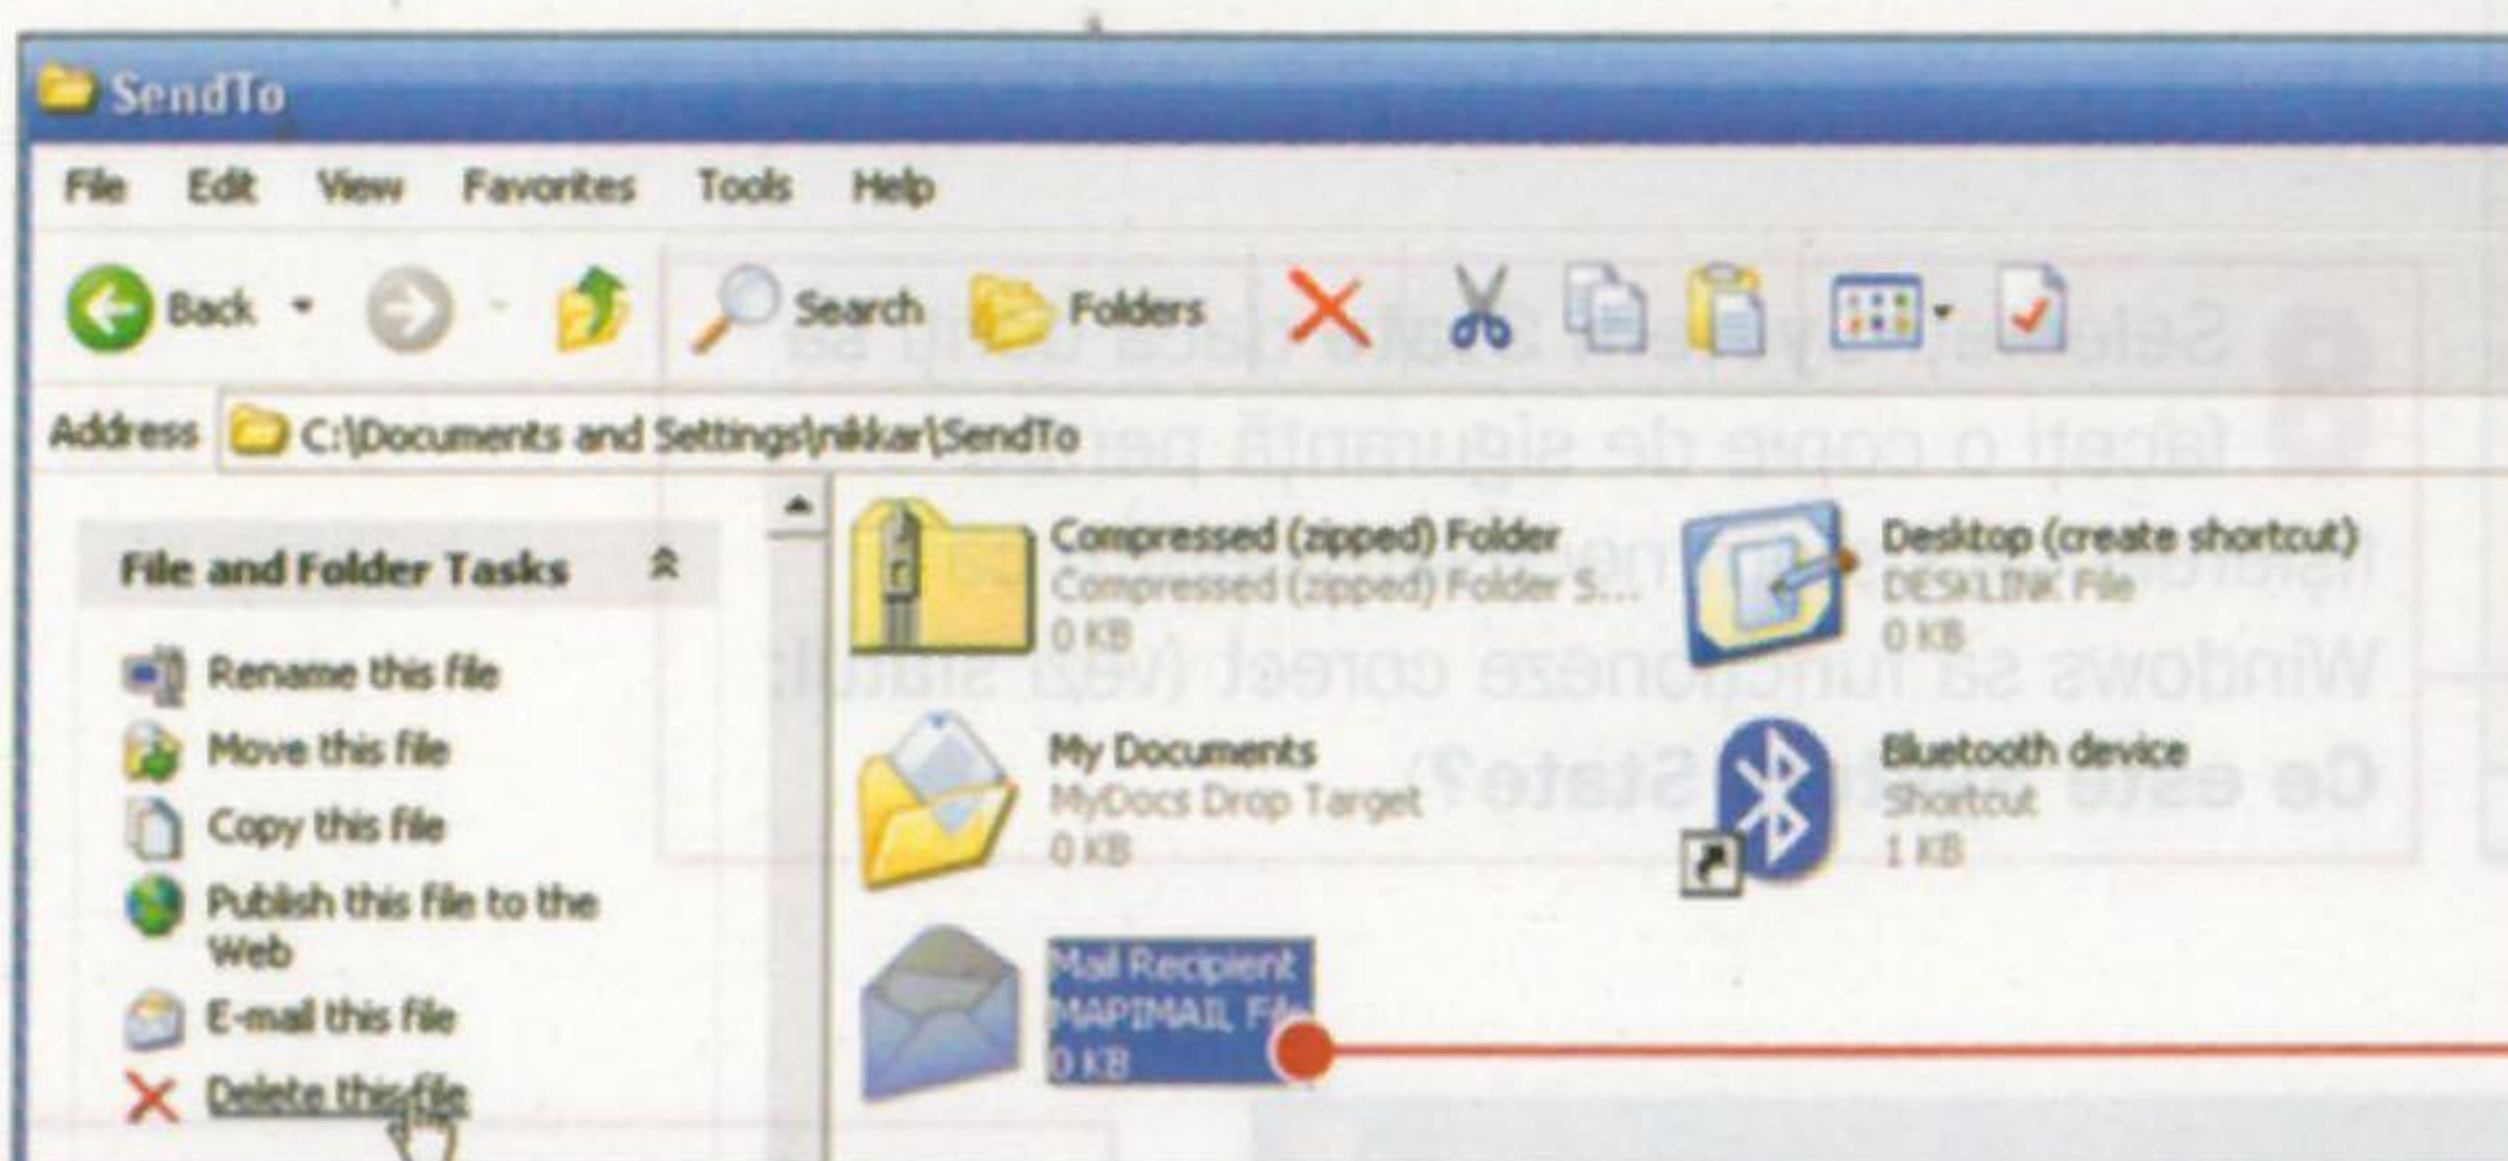 SendTo
File Edit View Favorites Tools Help
Back Search Folders
Address C:\Documents and Settings\nikkar\SendTo
File and Folder Tasks
Rename this file
Move this file
Copy this file
Publish this file to the
Web
E-mail this file
Delete this file
Compressed (zipped) Folder
Compressed (zipped) Folder S...
0 KB
Desktop (create shortcut)
DESKLINK File
0 KB
My Documents
MyDocs Drop Target
0 KB
Bluetooth device
Shortcut
1 KB
Mail Recipient
MAPIMAIL File
0 KB